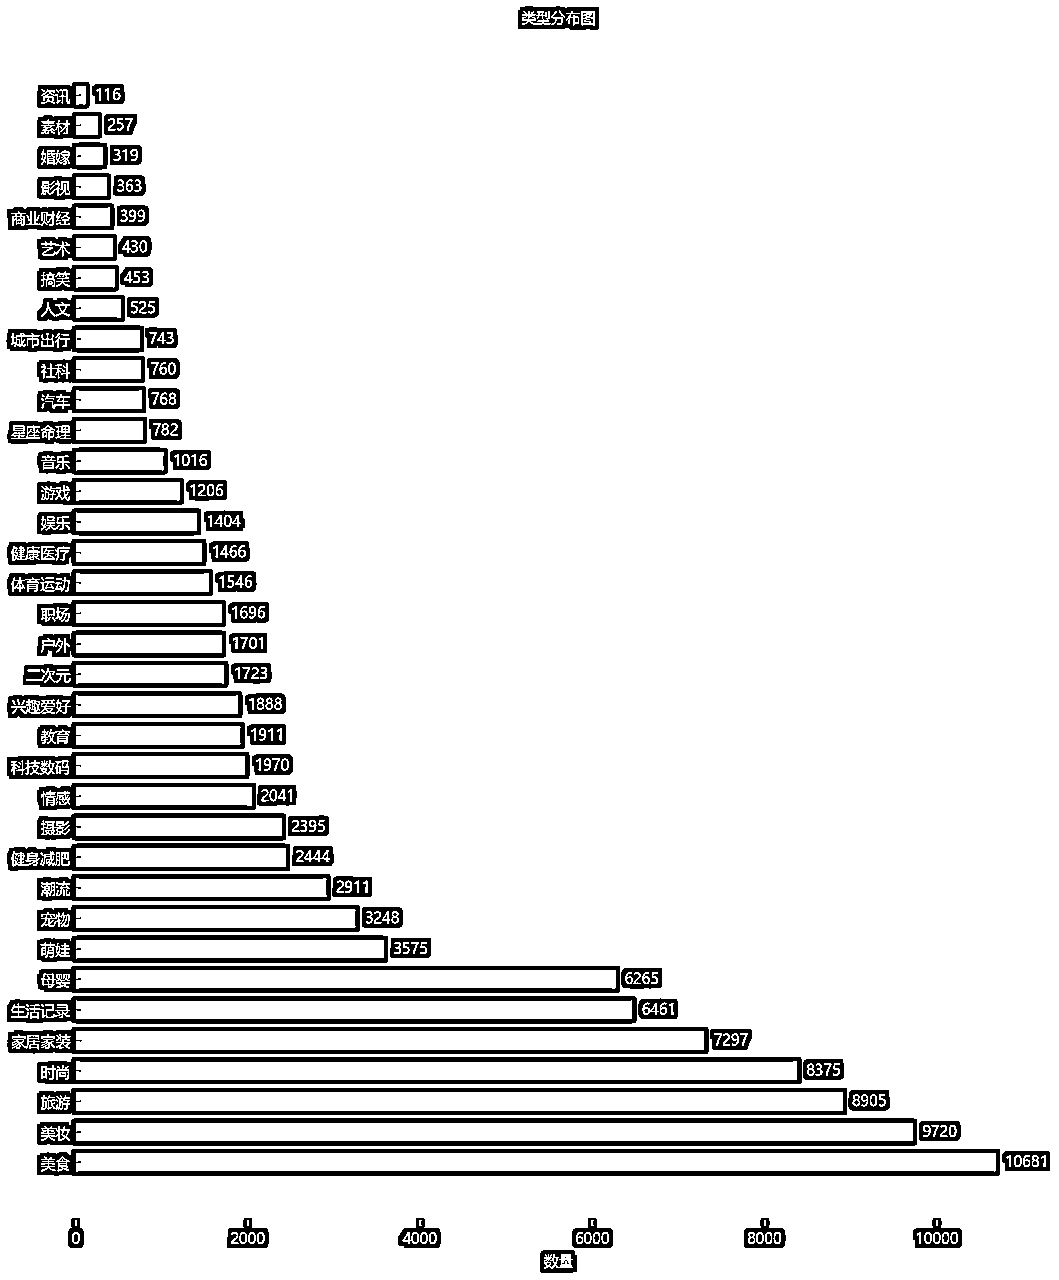 类型分布图
资讯 116
素材 257
婚嫁 319
影视 363
商业财经 399
艺术 430
搞笑 453
人文 525
城市出行 743
社科 760
汽车 768
星座命理 782
音乐 1016
游戏 1206
娱乐 1404
健康医疗 1466
体育运动 1546
职场 1696
户外 1701
二次元 1723
兴趣爱好 1888
教育 1911
科技数码 1970
情感 2041
摄影 2395
健身减肥 2444
潮流 2911
宠物 3248
萌娃 3575
母婴 6265
生活记录 6461
家居家装 7297
时尚 8375
旅游 8905
美妆 9720
美食 10681
0 2000 4000 6000 8000 10000
数量